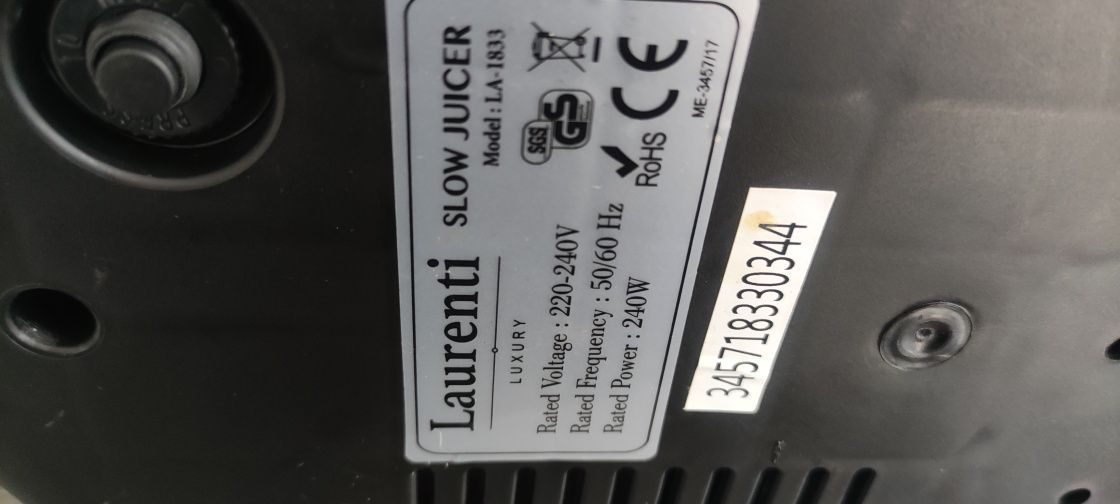 Laurenti SLOW JUICER
Model : LA-1833
LUXURY
Rated Voltage : 220-240V
Rated Frequency : 50/60 Hz
Rated Power : 240W
SGS
GS
RoHS
CE
ME-3457/17
345718330344